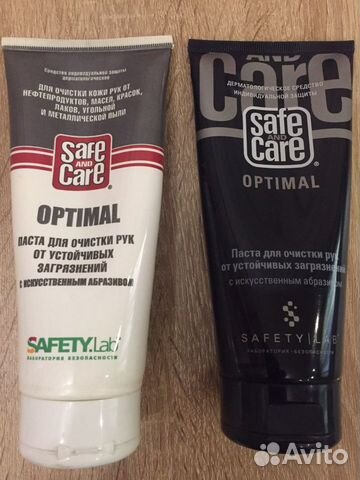 Средство индивидуальной защиты
дерматологическое
ДЛЯ ОЧИСТКИ КОЖИ РУК ОТ
НЕФТЕПРОДУКТОВ, МАСЕЛ, КРАСОК,
ЛАКОВ, УГОЛЬНОЙ
И МЕТАЛЛИЧЕСКОЙ ПЫЛИ
Safe
AND
Care®
OPTIMAL
ПАСТА ДЛЯ ОЧИСТКИ РУК
ОТ УСТОЙЧИВЫХ
ЗАГРЯЗНЕНИЙ
С ИСКУССТВЕННЫМ АБРАЗИВОМ
SAFETY.Lab®
ЛАБОРАТОРИЯ БЕЗОПАСНОСТИ
AND
Care
ДЕРМАТОЛОГИЧЕСКОЕ СРЕДСТВО
ИНДИВИДУАЛЬНОЙ ЗАЩИТЫ
Safe
AND
Care®
OPTIMAL
Паста для очистки рук
от устойчивых загрязнений
с искусственным абразивом
SAFETY|LAB®
ЛАБОРАТОРИЯ БЕЗОПАСНОСТИ
Avito